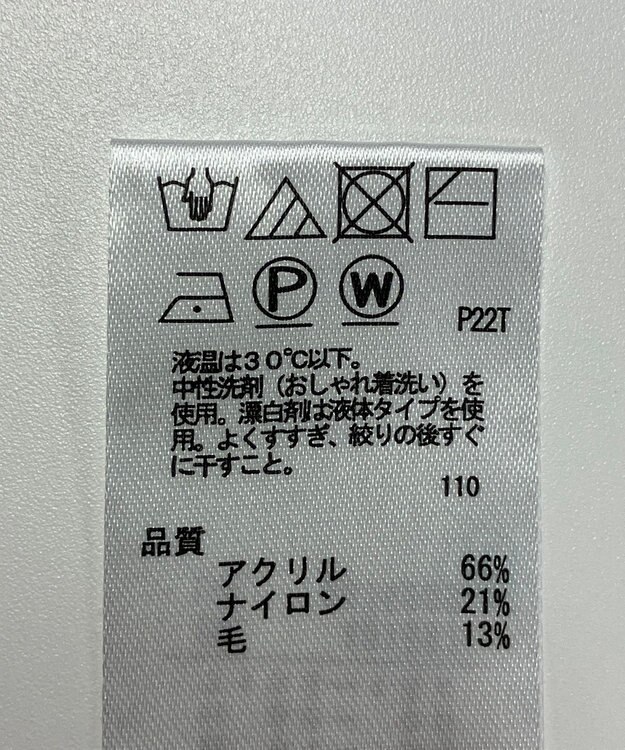 P W
P22T
液温は30℃以下。
中性洗剤（おしゃれ着洗い）を
使用。漂白剤は液体タイプを使
用。よくすすぎ、絞りの後すぐ
に干すこと。
110
品質
アクリル 66%
ナイロン 21%
毛 13%